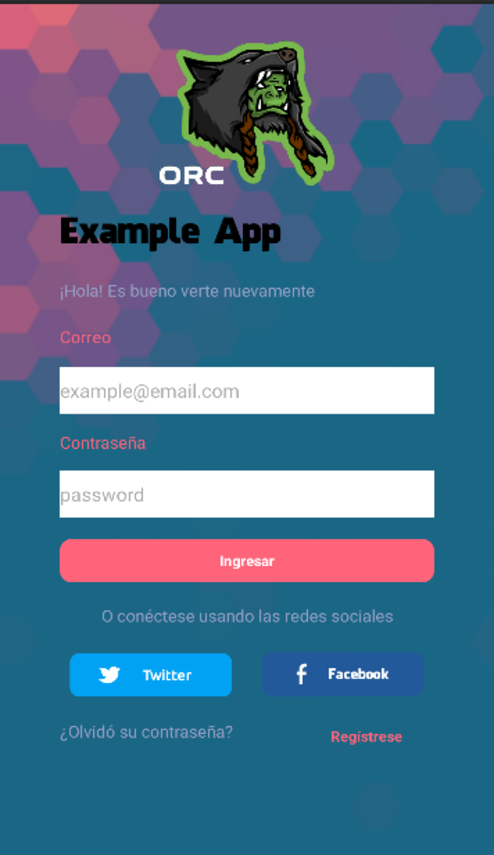 ORC
Example App
¡Hola! Es bueno verte nuevamente
Correo
example@email.com
Contraseña
password
Ingresar
O conéctese usando las redes sociales
Twitter
Facebook
¿Olvidó su contraseña?
Regístrese